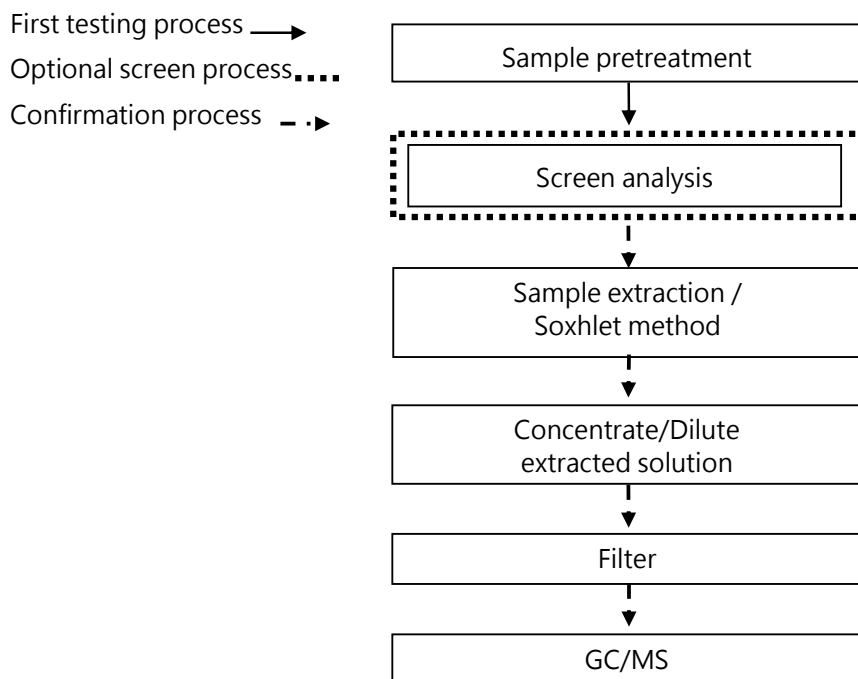 First testing process
Optional screen process
Confirmation process
Sample pretreatment
Screen analysis
Sample extraction /
Soxhlet method
Concentrate/Dilute
extracted solution
Filter
GC/MS